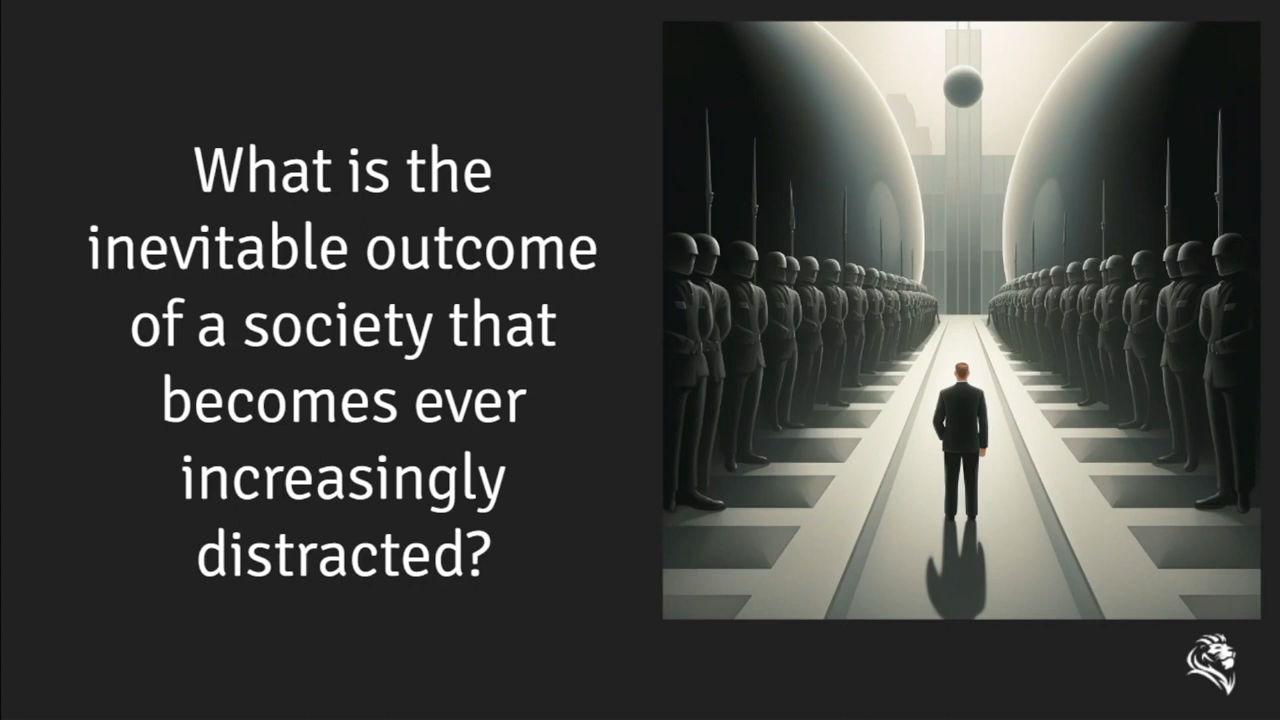 What is the
inevitable outcome
of a society that
becomes ever
increasingly
distracted?